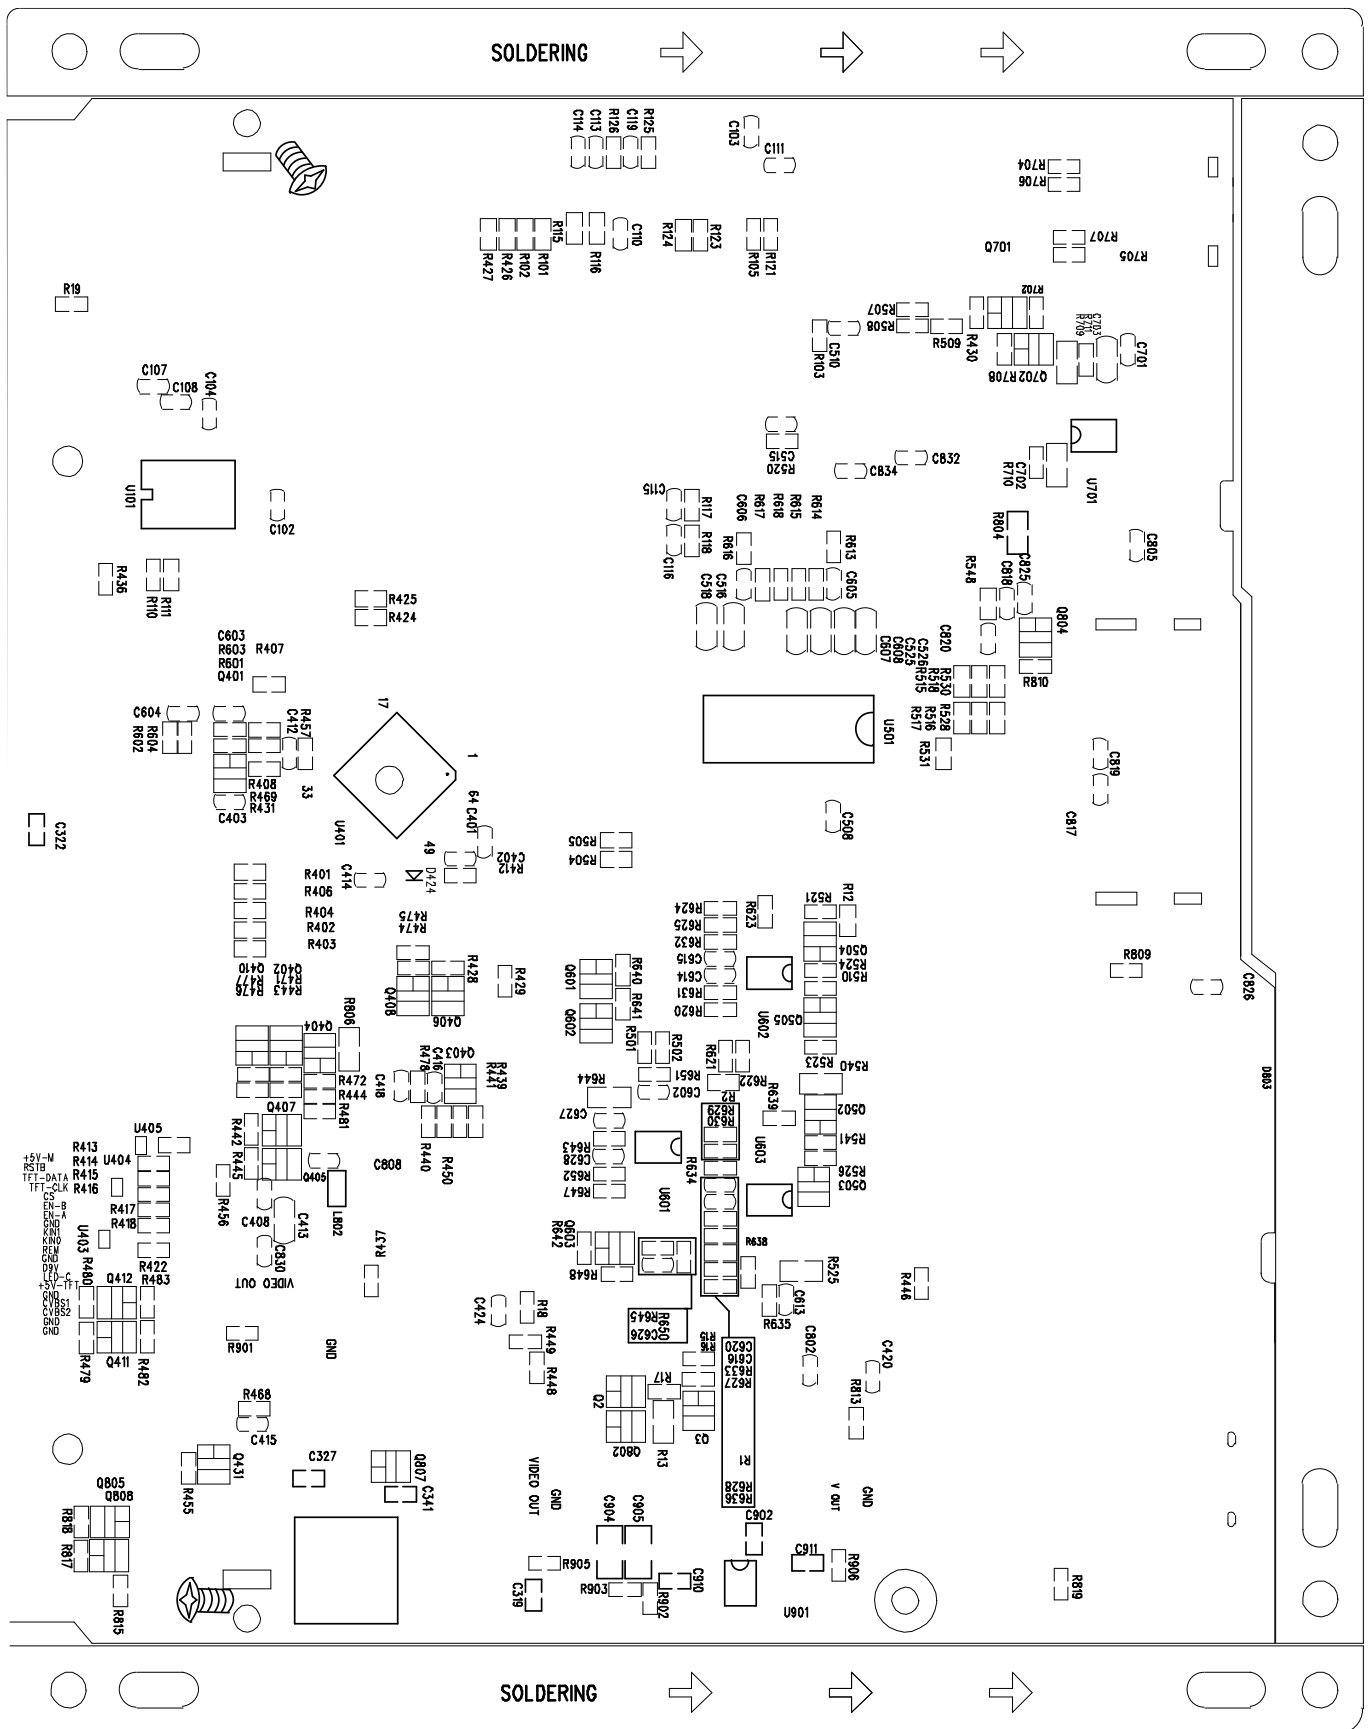 SOLDERING
C114
C113
R126
C119
R125
C103
C111
R704
R706
R115
R427
R426
R102
R101
R116
C110
R124
R123
R105
R121
Q701
R707
R705
R19
R702
R507
R508
R509
R430
C510
R103
R708
Q702
R709
R711
C703
C701
C107
C108
C104
C515
R520
C834
C832
C702
R710
U701
U101
C102
C115
R117
C606
R617
R618
R615
R614
R118
C116
R616
R613
R804
C805
R436
R110
R111
R425
R424
C518
C516
C605
R548
C818
C825
Q804
C603
R603
R407
R601
Q401
C607
C608
C525
C526
C820
R515
R518
R530
R810
C604
R602
R604
C412
R457
17
R517
R516
R528
U501
R531
1
R408
R469
R431
C403
33
64
C401
U401
C819
C817
C508
C322
49
C402
R412
R505
R504
R401
R406
R404
R402
R403
C414
D424
R475
R474
R624
R625
R632
C615
C614
R631
R620
R623
R521
R12
Q504
R524
R510
R809
C826
Q410
Q402
R477
R471
R476
R443
Q408
R428
R429
Q406
Q601
R640
R641
Q602
U602
Q505
Q404
R806
R501
R502
R621
R523
R540
R472
R444
R481
C418
R478
C416
Q403
R439
R441
R651
C602
R644
R622
R2
R639
Q502
D803
Q407
R442
R445
C627
R643
C628
R652
R647
R629
R630
U603
R541
R526
Q503
U405
R413
R414
U404
R415
R416
R417
R418
+5V-M
RSTB
TFT-DATA
TFT-CLK
CS
EN-B
EN-A
GND
KIN1
KIN0
REM
GND
D9V
LED-C
+5V-TFT
GND
CVBS1
CVBS2
GND
GND
Q405
C808
R440
R450
R634
U601
R456
C408
C413
L802
U403
R422
R480
Q412
R483
C830
VIDEO OUT
R437
Q603
R642
R648
R638
R525
R446
R635
C613
C424
R18
R645
C626
R650
R479
Q411
R482
R901
GND
R449
R448
R15
R16
C620
C616
R633
R627
C802
C420
R813
R468
C415
R17
Q2
Q802
R13
Q3
R1
Q431
R455
C327
Q807
C341
VIDEO OUT
GND
R628
R636
V OUT
GND
Q805
Q808
R818
R817
R815
C904
C905
C902
C911
R906
R905
R903
C910
R902
C319
U901
R819
SOLDERING